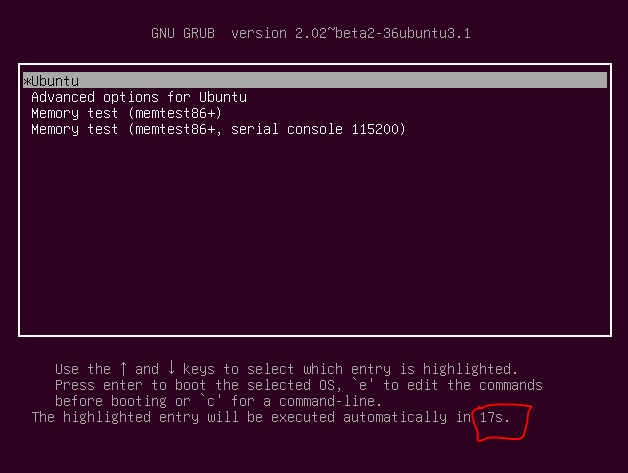 GNU GRUB  version 2.02~beta2-36ubuntu3.1
*Ubuntu
Advanced options for Ubuntu
Memory test (memtest86+)
Memory test (memtest86+, serial console 115200)
Use the ↑ and ↓ keys to select which entry is highlighted.
Press enter to boot the selected OS, `e' to edit the commands
before booting or `c' for a command-line.
The highlighted entry will be executed automatically in 17s.